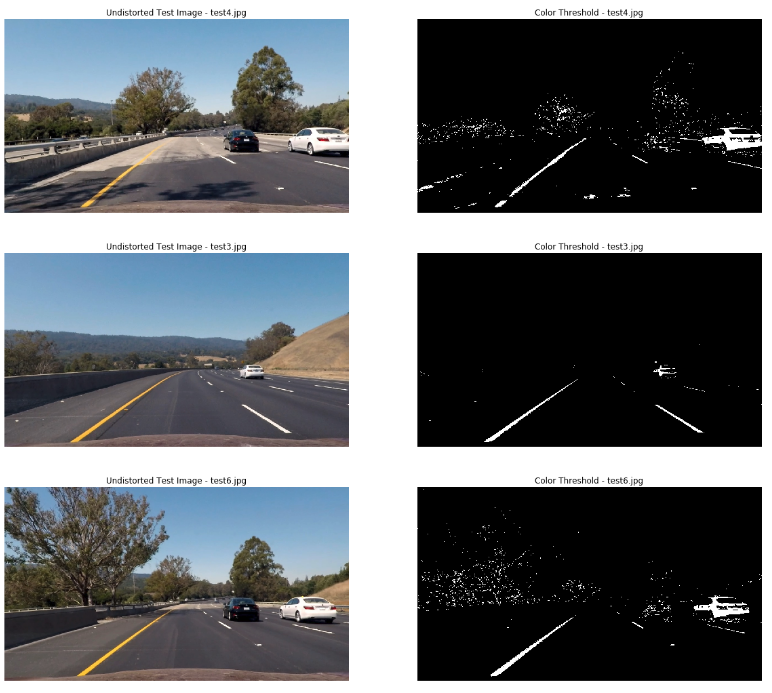 Undistorted Test Image - test4.jpg
Color Threshold - test4.jpg
Undistorted Test Image - test3.jpg
Color Threshold - test3.jpg
Undistorted Test Image - test6.jpg
Color Threshold - test6.jpg